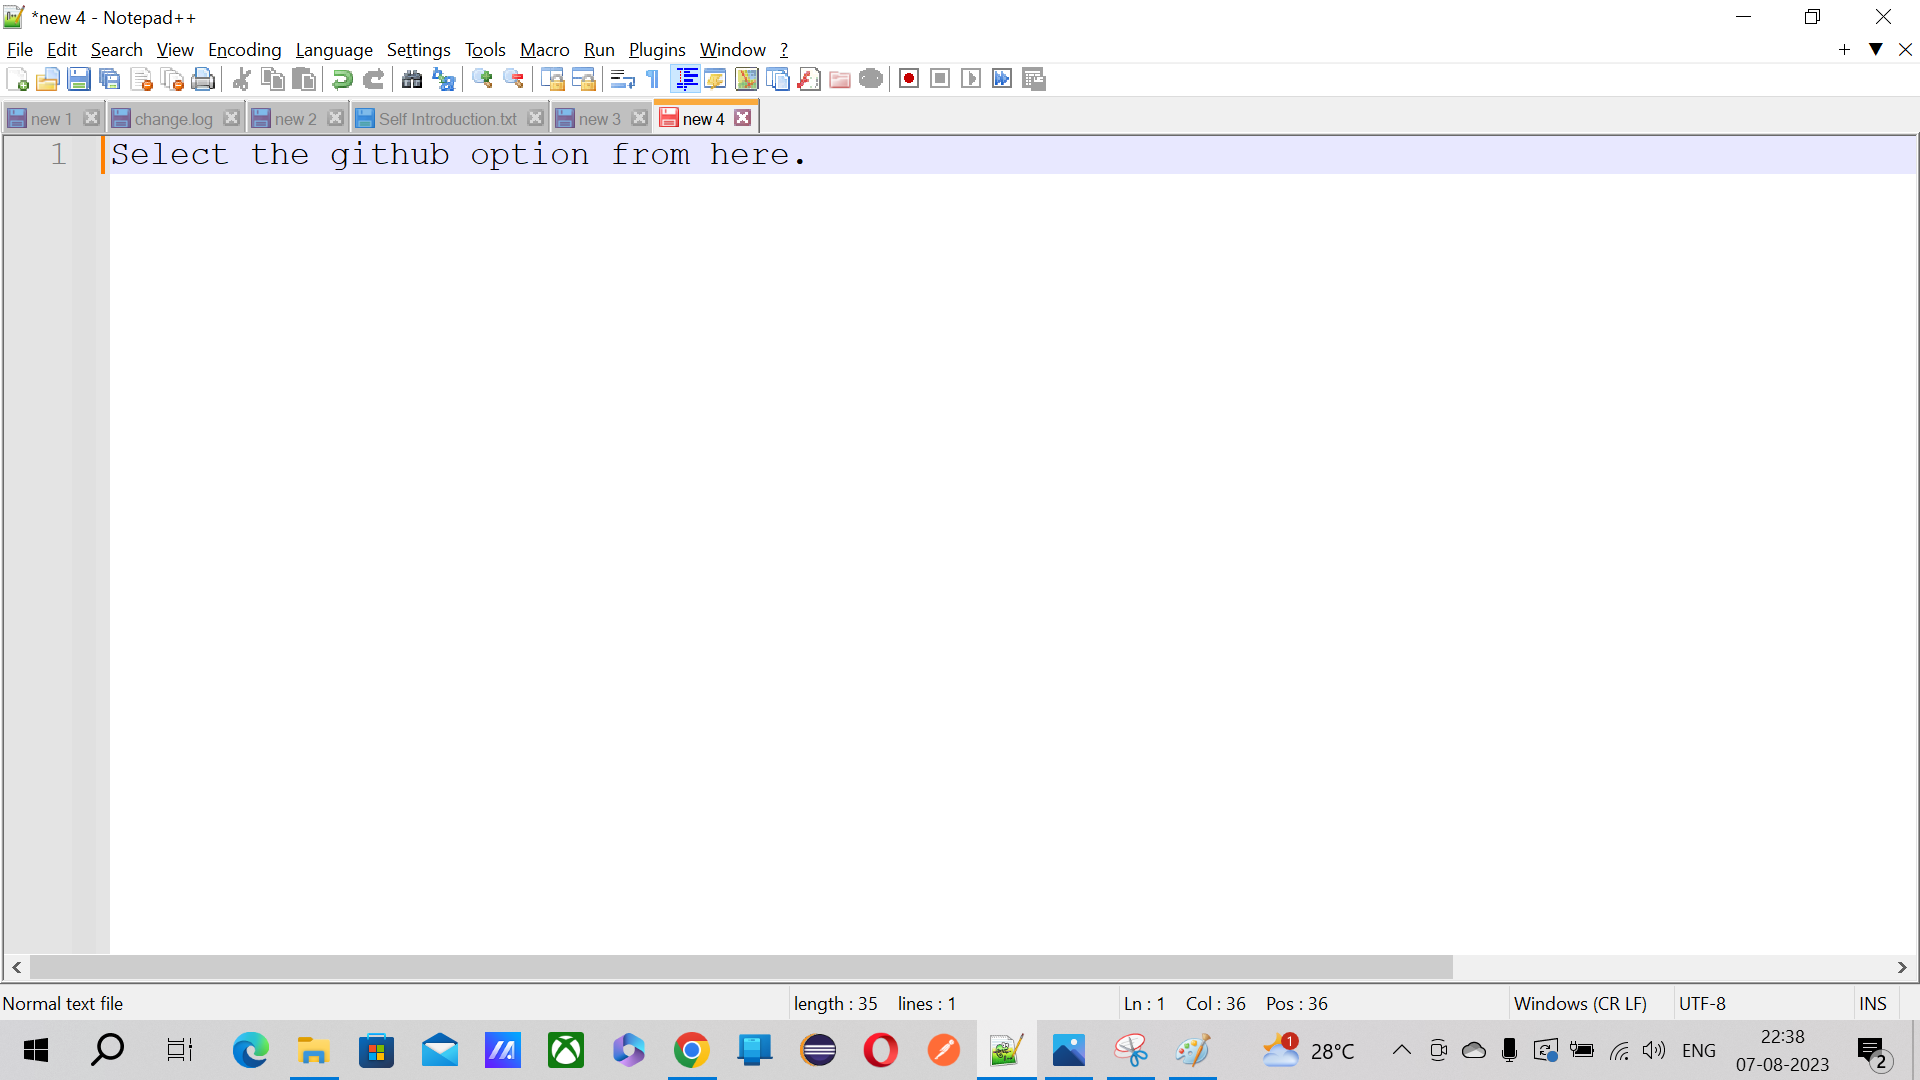 *new 4 - Notepad++
File Edit Search View Encoding Language Settings Tools Macro Run Plugins Window ?
new 1 change.log new 2 Self Introduction.txt new 3 new 4
1 Select the github option from here.
Normal text file length : 35 lines : 1 Ln : 1 Col : 36 Pos : 36 Windows (CR LF) UTF-8 INS
1 28°C ENG 22:38
07-08-2023 2